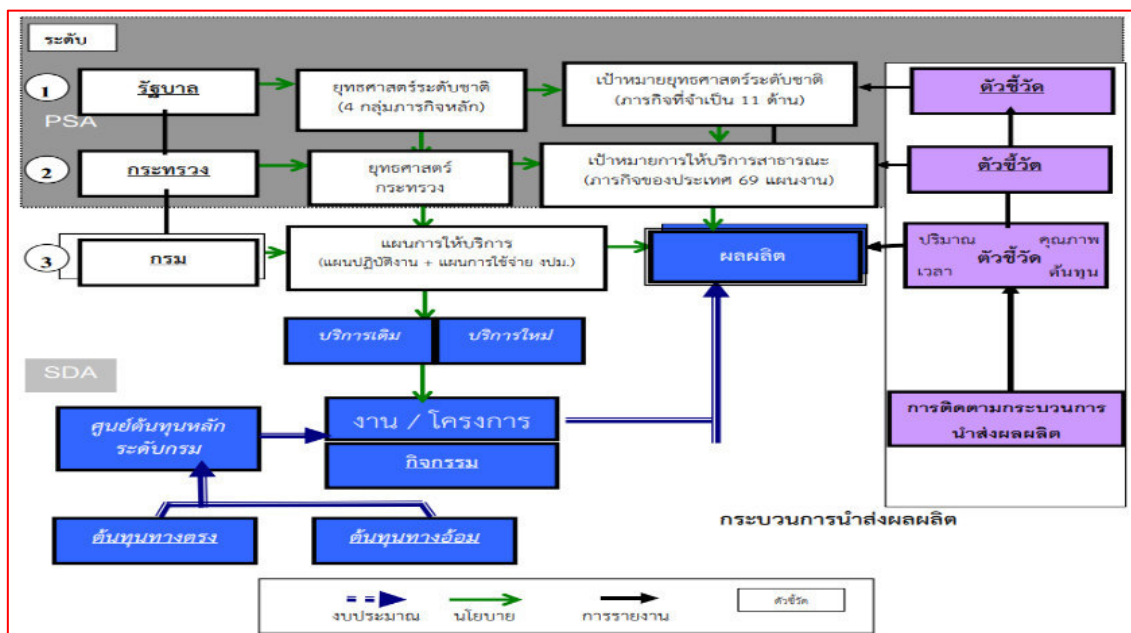 ระดับ
1
รัฐบาล
ยุทธศาสตร์ระดับชาติ
(4 กลุ่มภารกิจหลัก)
เป้าหมายยุทธศาสตร์ระดับชาติ
(ภารกิจที่จำเป็น 11 ด้าน)
ตัวชี้วัด
PSA
2
กระทรวง
ยุทธศาสตร์
กระทรวง
เป้าหมายการให้บริการสาธารณะ
(ภารกิจของประเทศ 69 แผนงาน)
ตัวชี้วัด
3
กรม
แผนการให้บริการ
(แผนปฏิบัติงาน + แผนการใช้จ่าย งปม.)
ผลผลิต
ปริมาณ คุณภาพ
ตัวชี้วัด
เวลา ต้นทุน
บริการเดิม
บริการใหม่
SDA
ศูนย์ต้นทุนหลัก
ระดับกรม
งาน / โครงการ
กิจกรรม
การติดตามกระบวนการ
นำส่งผลผลิต
ต้นทุนทางตรง
ต้นทุนทางอ้อม
กระบวนการนำส่งผลผลิต
งบประมาณ
นโยบาย
การรายงาน
ตัวชี้วัด